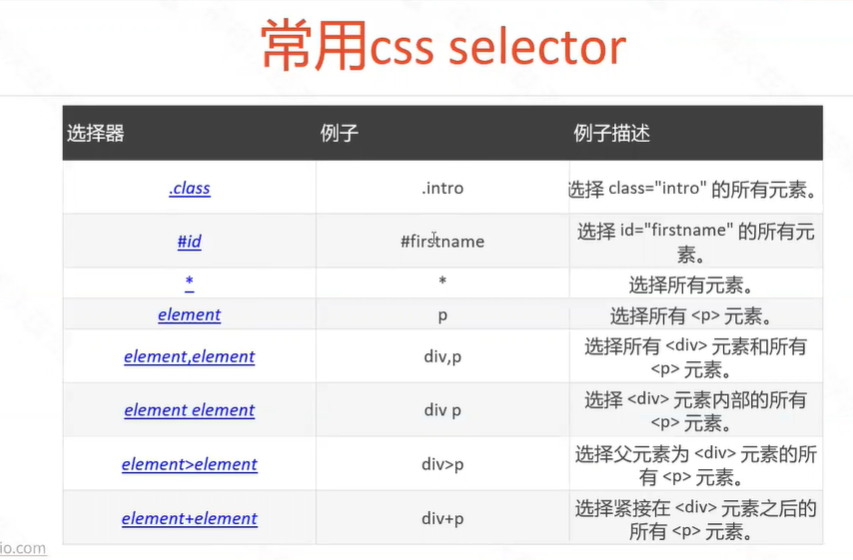 常用css selector
选择器 例子 例子描述
.class .intro 选择 class="intro" 的所有元素。
#id #firstname 选择 id="firstname" 的所有元
素。
* * 选择所有元素。
element p 选择所有 <p> 元素。
element,element div,p 选择所有 <div> 元素和所有
<p> 元素。
element element div p 选择 <div> 元素内部的所有
<p> 元素。
element>element div>p 选择父元素为 <div> 元素的所
有 <p> 元素。
element+element div+p 选择紧接在 <div> 元素之后的
所有 <p> 元素。
io.com